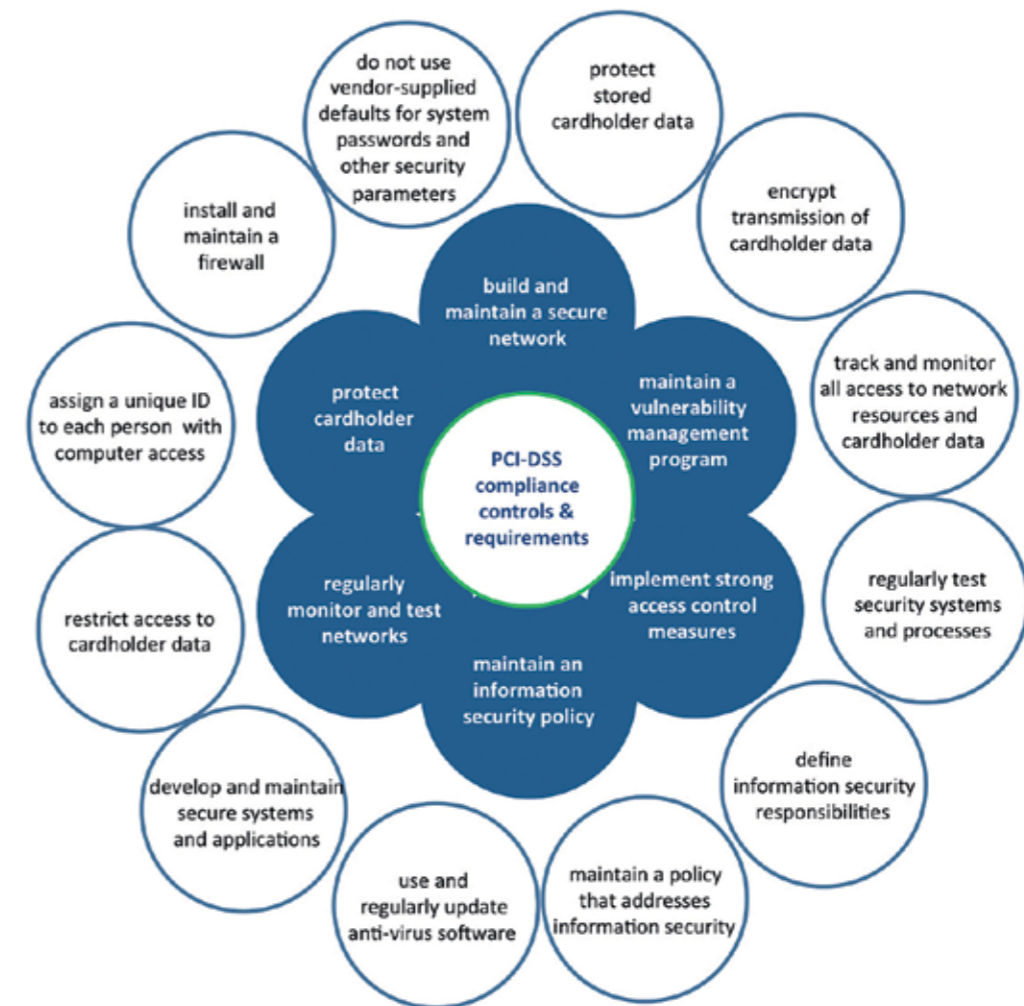 do not use
vendor-supplied
defaults for system
passwords and
other security
parameters
protect
stored
cardholder data
encrypt
transmission of
cardholder data
track and monitor
all access to network
resources and
cardholder data
regularly test
security systems
and processes
define
information security
responsibilities
maintain a policy
that addresses
information security
use and
regularly update
anti-virus software
develop and maintain
secure systems
and applications
restrict access to
cardholder data
assign a unique ID
to each person with
computer access
install and
maintain a
firewall
build and
maintain a secure
network
maintain a
vulnerability
management
program
implement strong
access control
measures
maintain an
information
security policy
regularly
monitor and test
networks
protect
cardholder
data
PCI-DSS
compliance
controls &
requirements